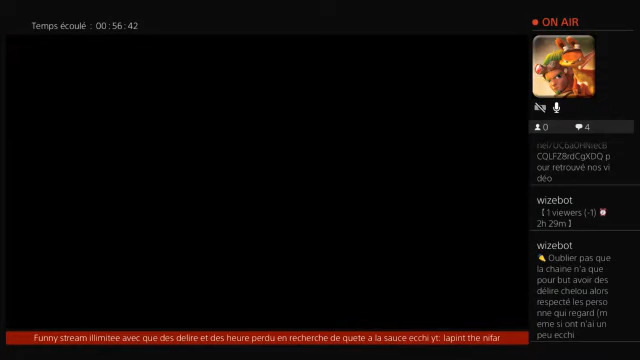 Temps écoulé : 00:56:42
ON AIR
0 4
CQLFZ8rdCgXDQ p
our retrouvé nos vi
déo
wizebot
【 1 viewers (-1) ⏰
2h 29m 】
wizebot
👏 Oublier pas que
la chaine n'a que
pour but avoir des
délire chelou alors
respecté les perso
nne qui regard (m
eme si ont n'ai un
peu ecchi
Funny stream illimitee avec que des delire et des heure perdu en recherche de quete a la sauce ecchi yt: lapint the nifar